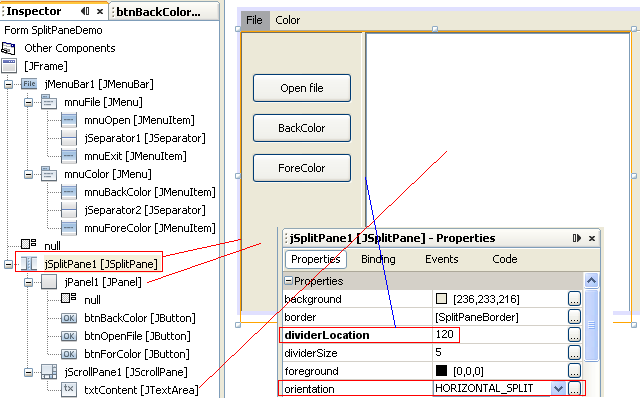 Inspector
btnBackColor...
Form SplitPaneDemo
Other Components
[JFrame]
File jMenuBar1 [JMenuBar]
mnuFile [JMenu]
mnuOpen [JMenuItem]
jSeparator1 [JSeparator]
mnuExit [JMenuItem]
mnuColor [JMenu]
mnuBackColor [JMenuItem]
jSeparator2 [JSeparator]
mnuForeColor [JMenuItem]
null
jSplitPane1 [JSplitPane]
jPanel1 [JPanel]
null
OK btnBackColor [JButton]
OK btnOpenFile [JButton]
OK btnForColor [JButton]
jScrollPane1 [JScrollPane]
tx txtContent [JTextArea]
File Color
Open file
BackColor
ForeColor
jSplitPane1 [JSplitPane] - Properties
Properties Binding Events Code
Properties
background [236,233,216] ...
border [SplitPaneBorder] ...
dividerLocation 120 ...
dividerSize 5 ...
foreground [0,0,0] ...
orientation HORIZONTAL_SPLIT ...